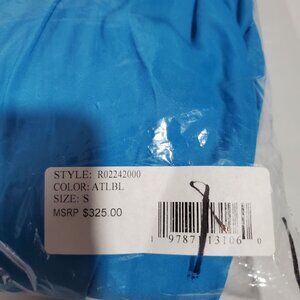 STYLE: R02242000
COLOR: ATLBL
SIZE: S
MSRP $325.00